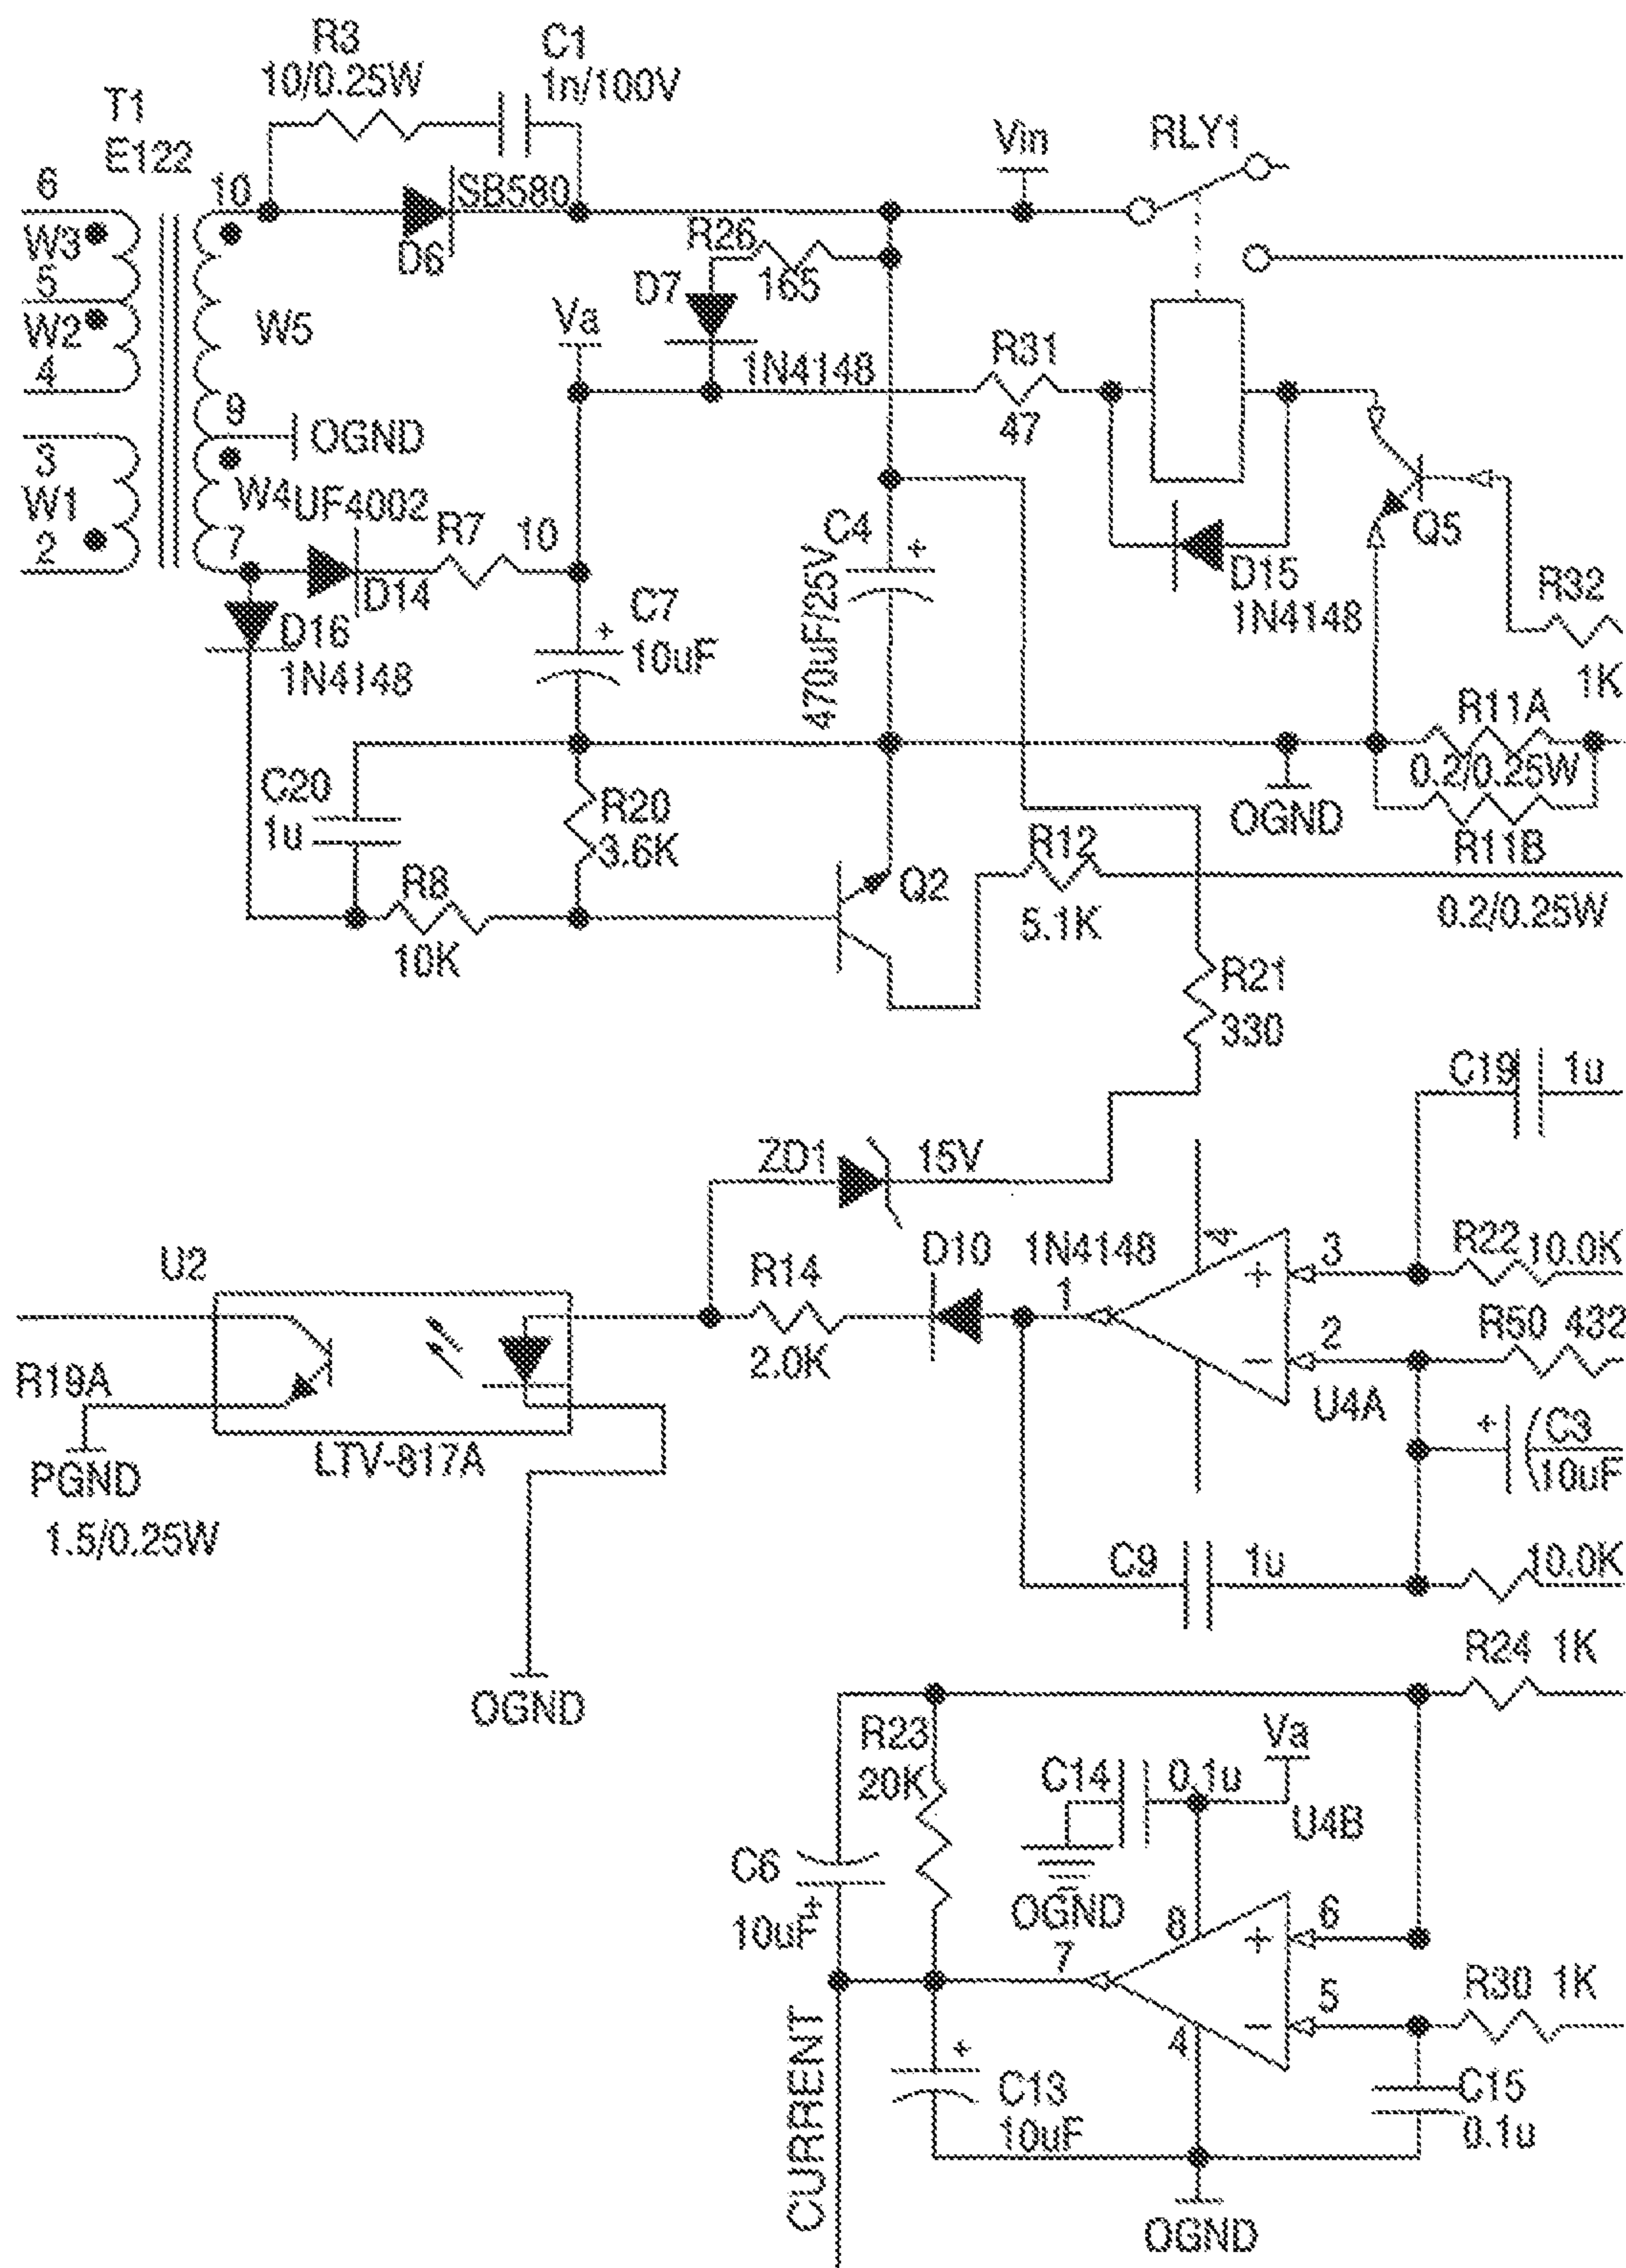 R3
10/0.25W
C1
1n/100V
T1
E122
6
W3
5
W2
4
3
W1
2
10
W5
9
OGND
W4
7
D6
SB580
Vin
RLY1
R26
165
D7
1N4148
Va
R31
47
UF4002
D14
R7
10
D16
1N4148
C7
+
10uF
C4
+
470uF/25V
D15
1N4148
Q5
R32
1K
R11A
0.2/0.25W
R11B
0.2/0.25W
OGND
C20
1u
R20
3.6K
R8
10K
Q2
R12
5.1K
R21
330
C19
1u
ZD1
15V
U2
R14
2.0K
D10
1N4148
1
4
+
3
R22
10.0K
-
2
R50
432
U4A
R19A
PGND
1.5/0.25W
LTV-817A
OGND
+
C3
10uF
C9
1u
10.0K
R24
1K
R23
20K
C14
0.1u
Va
U4B
OGND
C6
+
10uF
7
8
+
6
-
5
4
R30
1K
CURRENT
+
C13
10uF
C15
0.1u
OGND